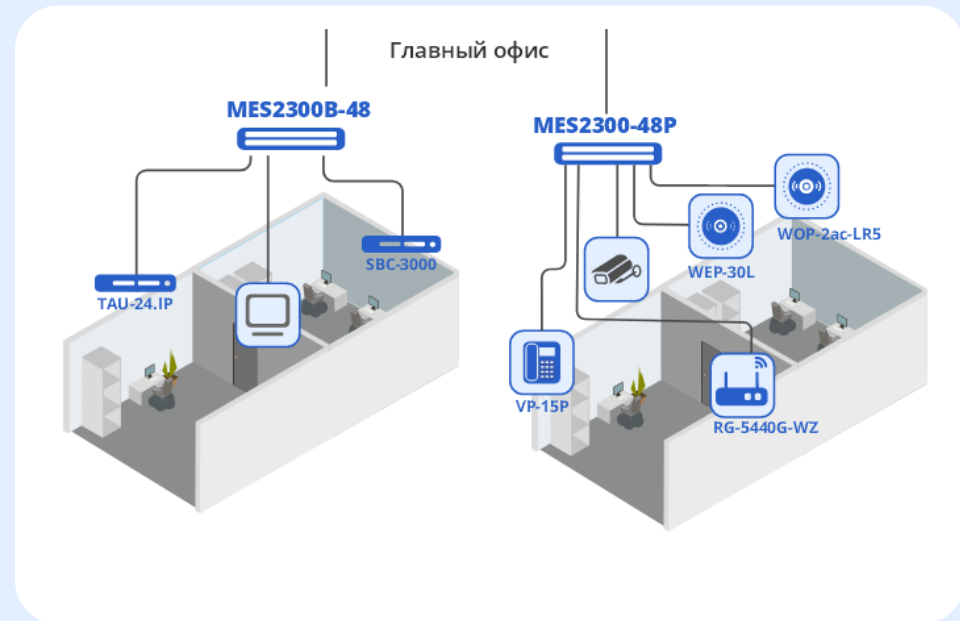 Главный офис
MES2300B-48
MES2300-48P
TAU-24.IP
SBC-3000
WOP-2ac-LR5
WEP-30L
VP-15P
RG-5440G-WZ